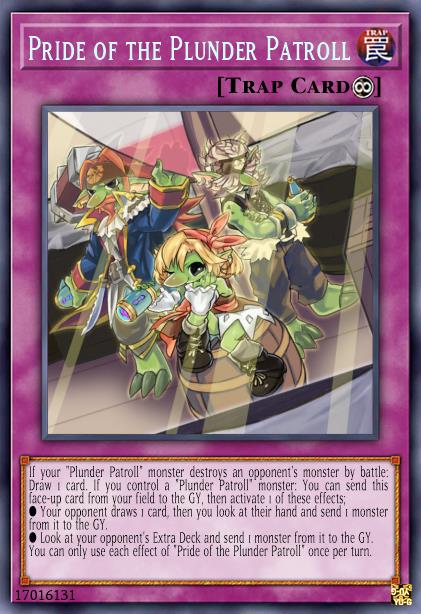 PRIDE OF THE PLUNDER PATROLL
TRAP
罠
[TRAP CARD♾]
If your "Plunder Patroll" monster destroys an opponent's monster by battle:
Draw 1 card. If you control a "Plunder Patroll" monster: You can send this
face-up card from your field to the GY, then activate 1 of these effects;
● Your opponent draws 1 card, then you look at their hand and send 1 monster
from it to the GY.
● Look at your opponent's Extra Deck and send 1 monster from it to the GY.
You can only use each effect of "Pride of the Plunder Patroll" once per turn.
17016131